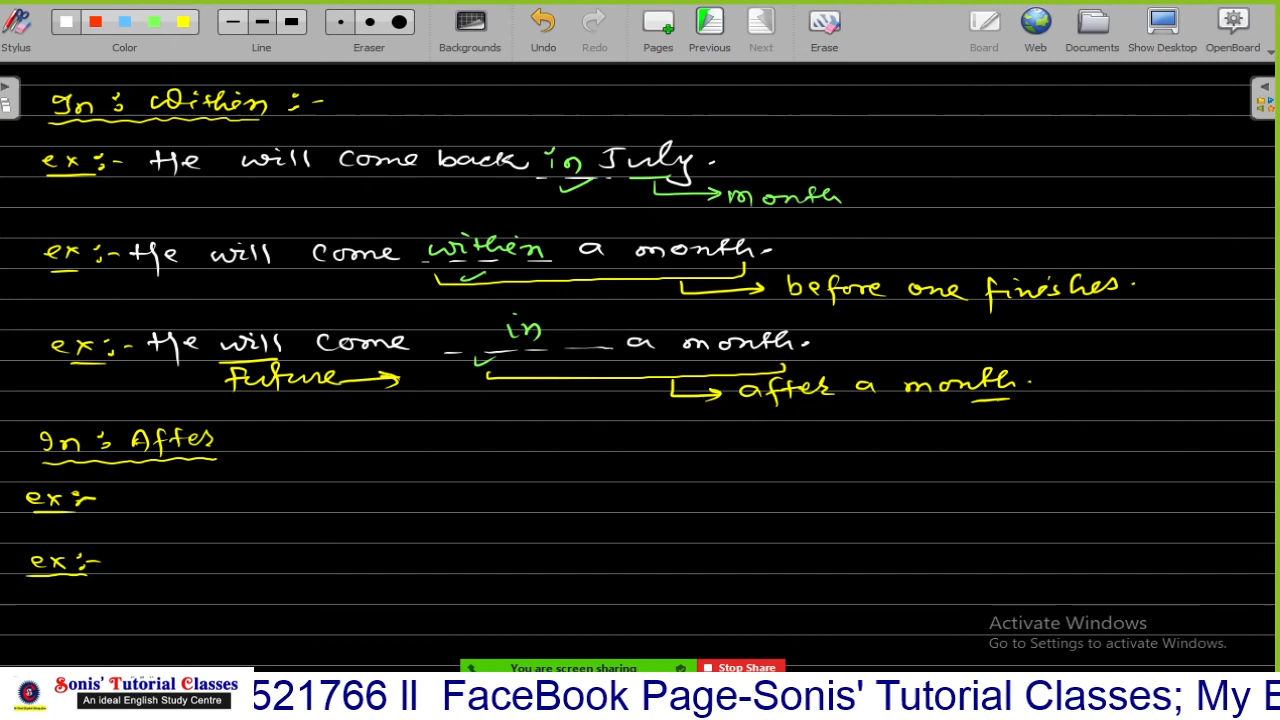 Stylus Color Line Eraser Backgrounds Undo Redo Pages Previous Next Erase Board Web Documents Show Desktop OpenBoard
In : Within :-
ex :- He will come back in July.
month
ex :- He will come within a month.
before one finishes.
in
ex :- He will come _ __ __ a month.
Future
after a month.
In : After
ex :-
ex :-
Activate Windows
Go to Settings to activate Windows.
You are screen sharing Stop Share
Sonis' Tutorial Classes
An ideal English Study Centre
521766 ll FaceBook Page-Sonis' Tutorial Classes; My E